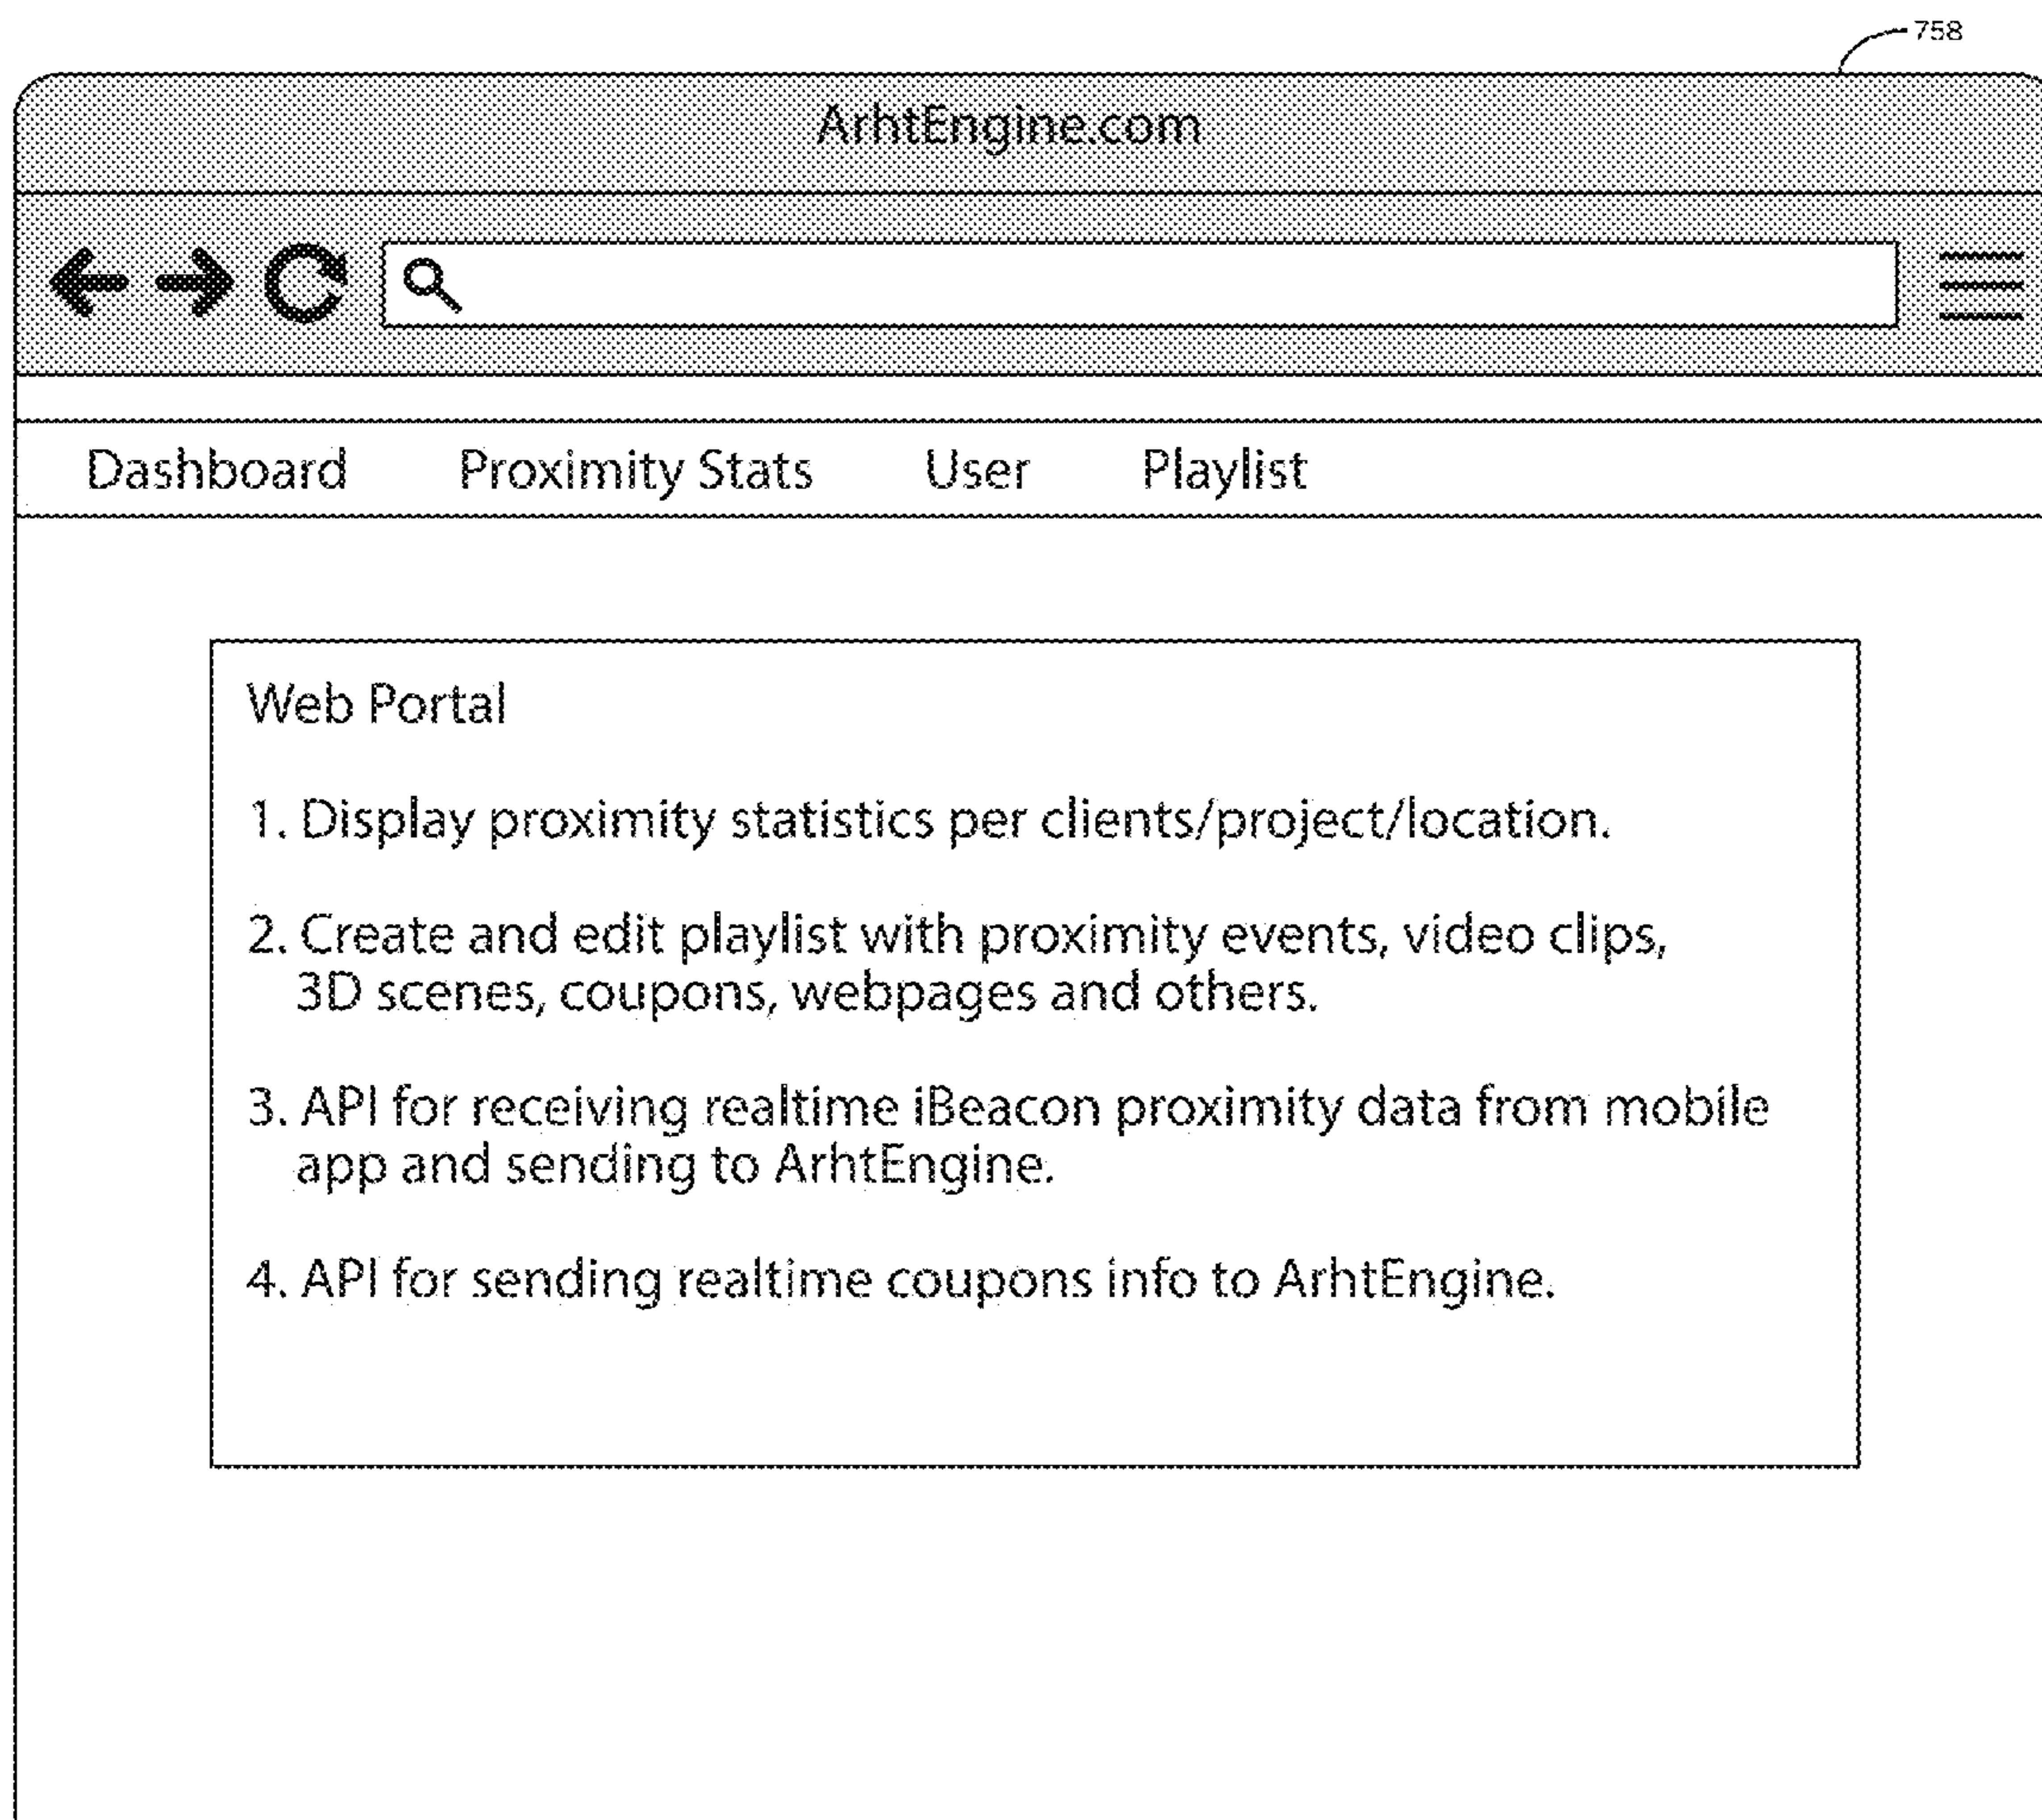 758
ArhtEngine.com
Dashboard Proximity Stats User Playlist
Web Portal
1. Display proximity statistics per clients/project/location.
2. Create and edit playlist with proximity events, video clips,
3D scenes, coupons, webpages and others.
3. API for receiving realtime iBeacon proximity data from mobile
app and sending to ArhtEngine.
4. API for sending realtime coupons info to ArhtEngine.